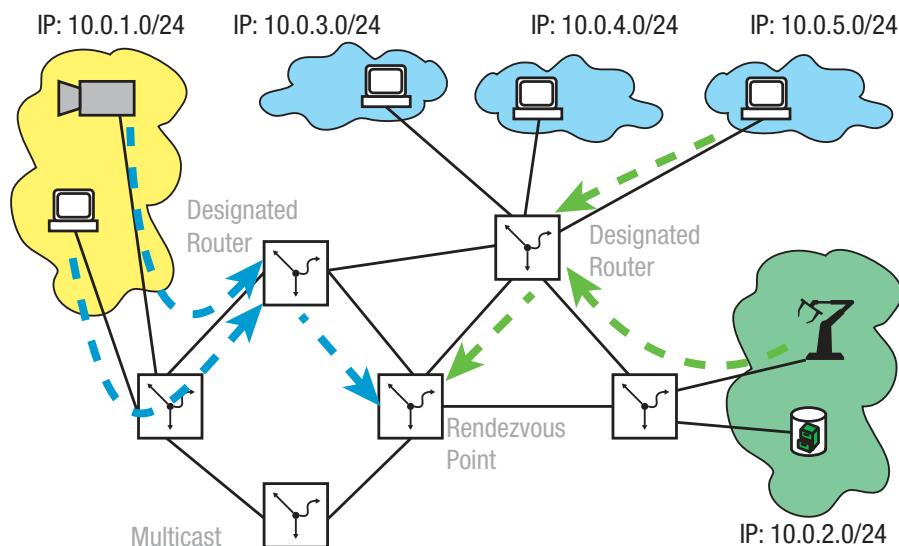 IP: 10.0.1.0/24
IP: 10.0.3.0/24
IP: 10.0.4.0/24
IP: 10.0.5.0/24
Designated
Router
Designated
Router
Rendezvous
Point
Multicast
IP: 10.0.2.0/24